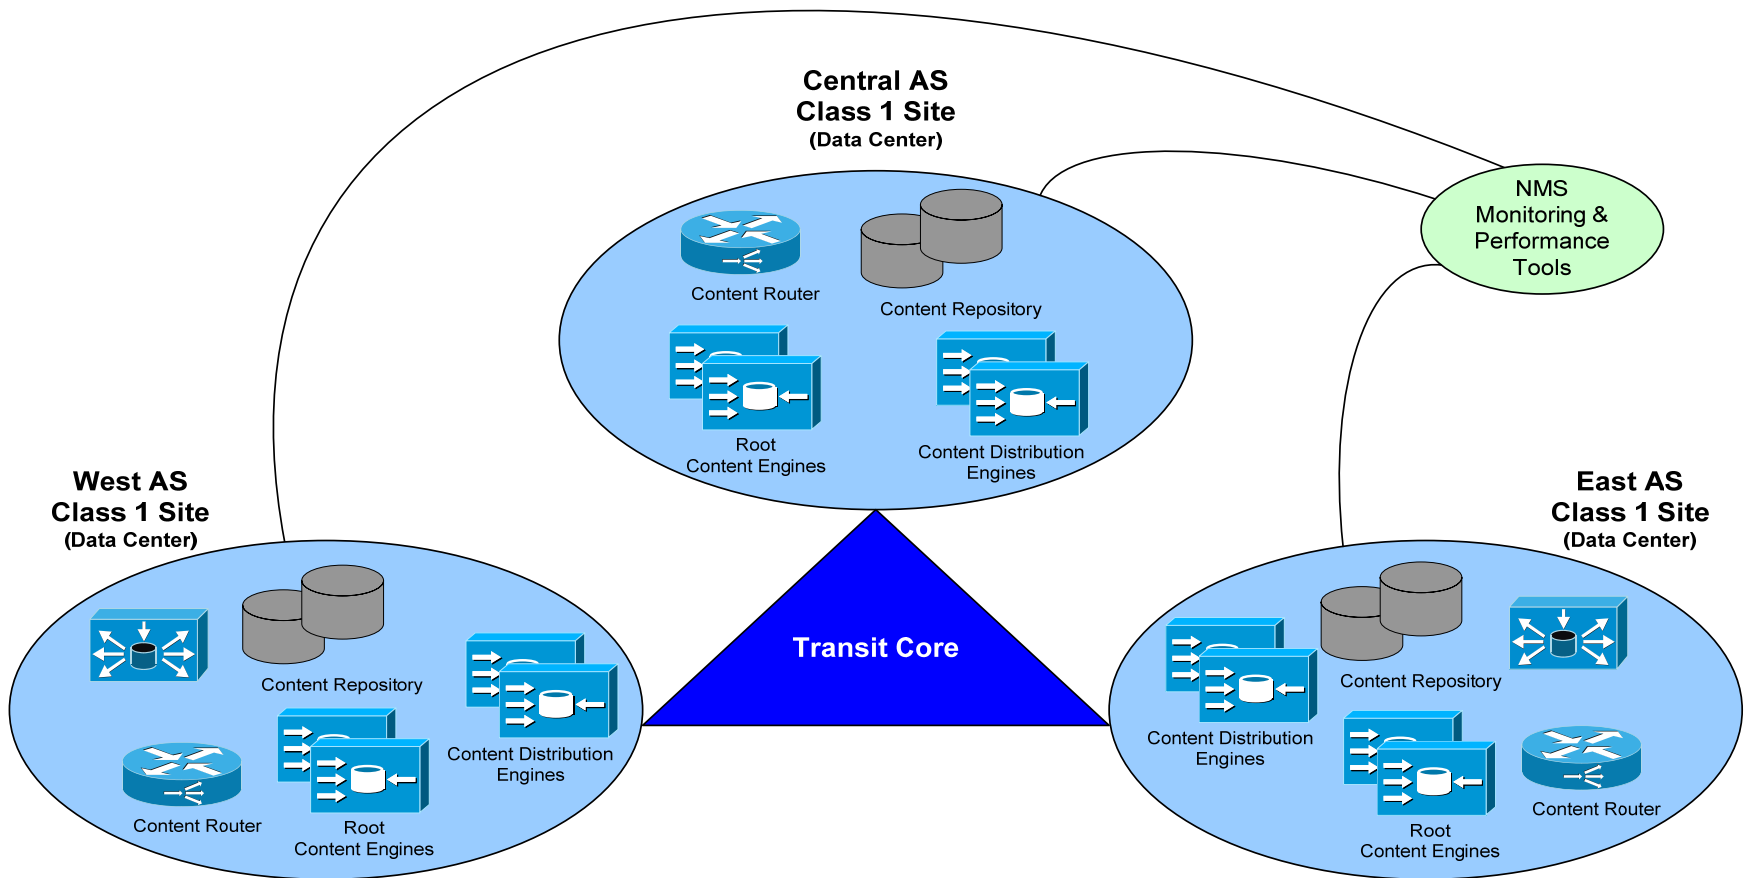 Central AS
Class 1 Site
(Data Center)
NMS
Monitoring &
Performance
Tools
Content Router
Content Repository
Root
Content Engines
Content Distribution
Engines
West AS
Class 1 Site
(Data Center)
East AS
Class 1 Site
(Data Center)
Transit Core
Content Repository
Content Distribution
Engines
Content Router
Root
Content Engines
Content Repository
Content Distribution
Engines
Content Router
Root
Content Engines